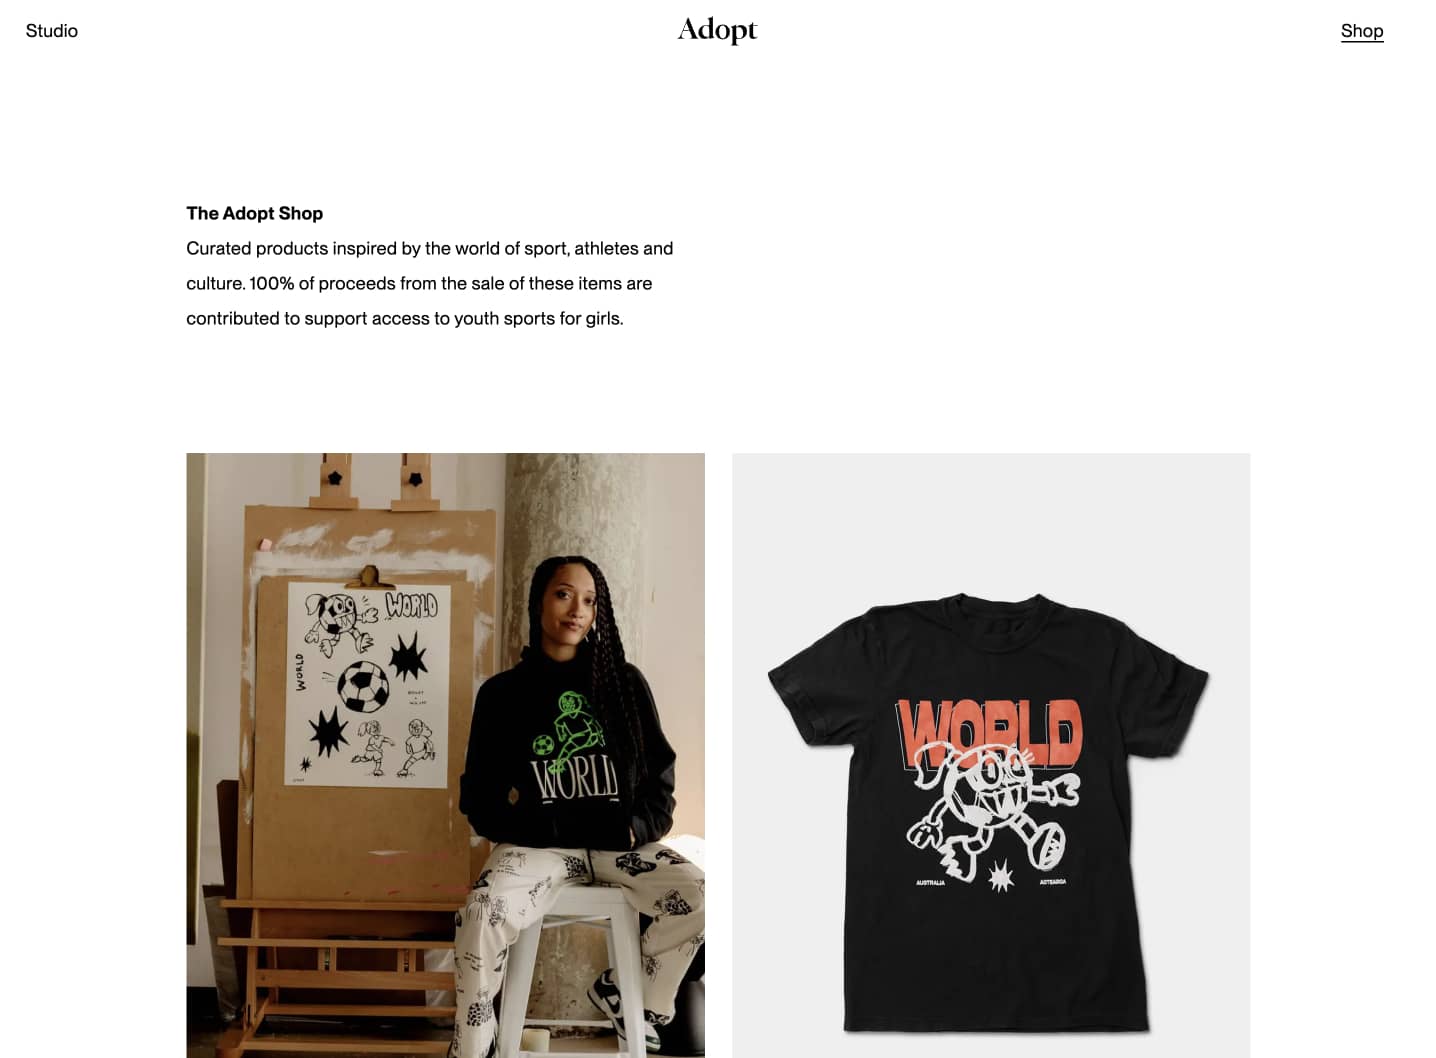 Studio
Adopt
Shop
The Adopt Shop
Curated products inspired by the world of sport, athletes and
culture. 100% of proceeds from the sale of these items are
contributed to support access to youth sports for girls.
WORLD
WORLD
WORLD
WORLD
AUSTRALIA
AOTEAROA